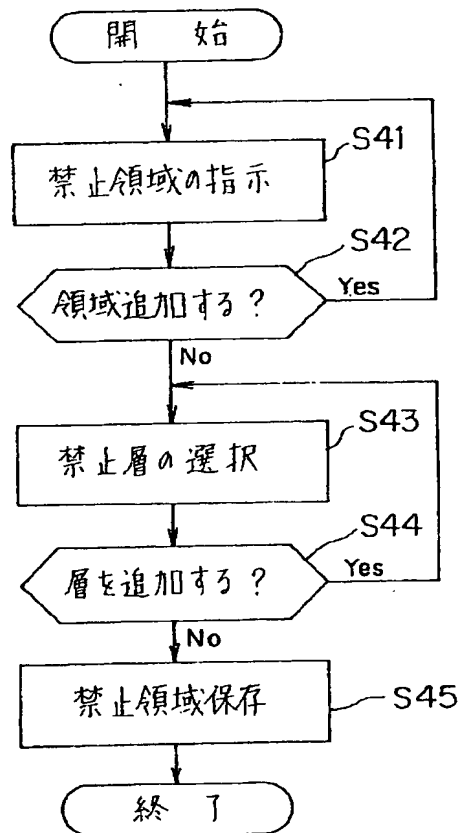 開 始
S41
禁止領域の指示
S42
領域追加する?
Yes
No
S43
禁止層の選択
S44
層を追加する?
Yes
No
禁止領域保存
S45
終 了